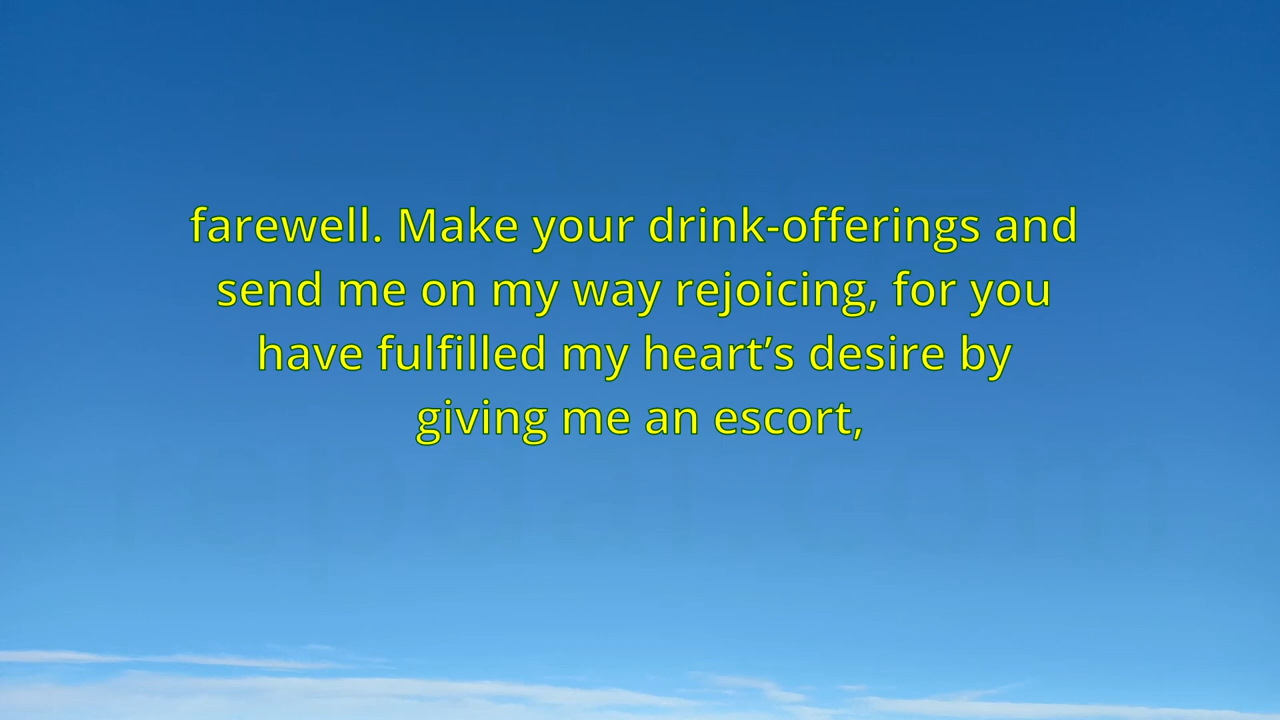 farewell. Make your drink-offerings and
send me on my way rejoicing, for you
have fulfilled my heart’s desire by
giving me an escort,